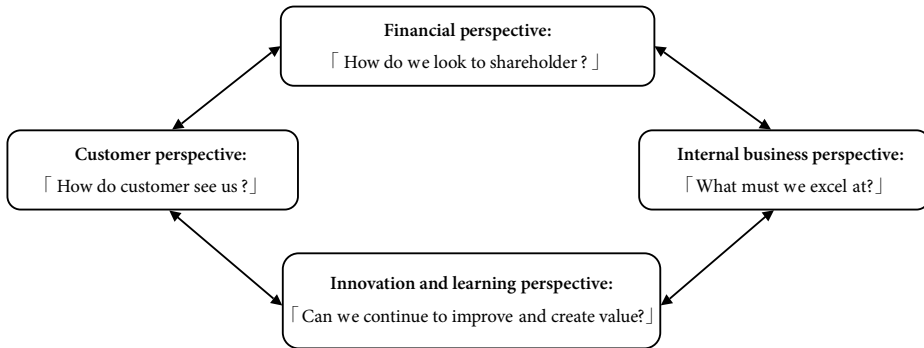 Financial perspective:
「 How do we look to shareholder ? 」
Customer perspective:
「 How do customer see us ?」
Internal business perspective:
「What must we excel at?」
Innovation and learning perspective:
「 Can we continue to improve and create value?」